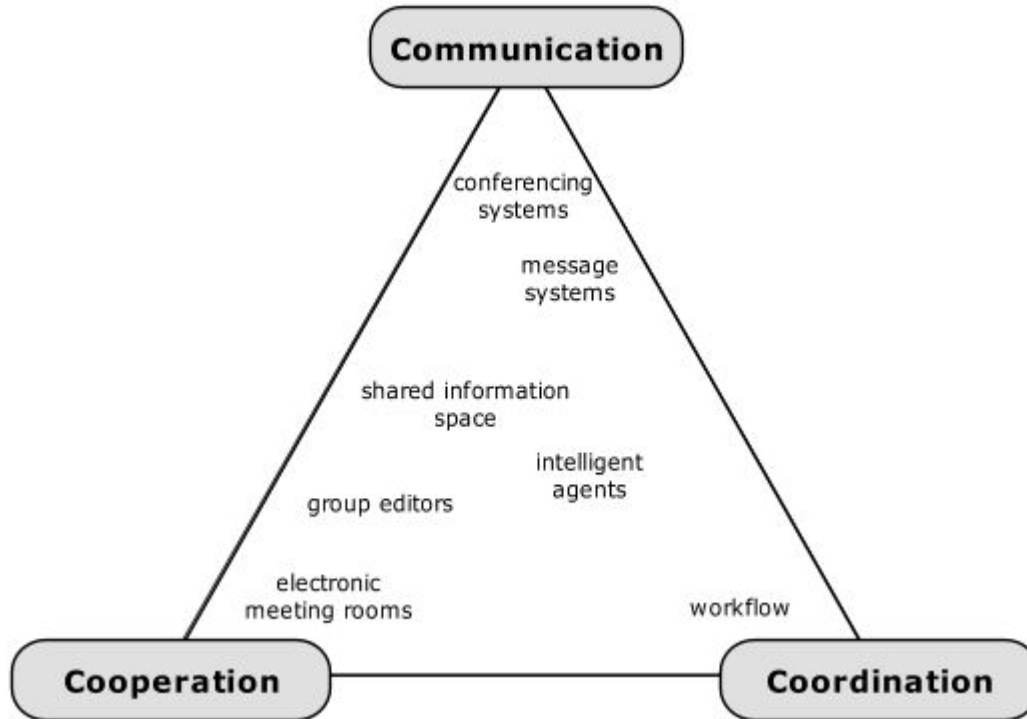 Communication
conferencing
systems
message
systems
shared information
space
intelligent
agents
group editors
electronic
meeting rooms
workflow
Cooperation
Coordination